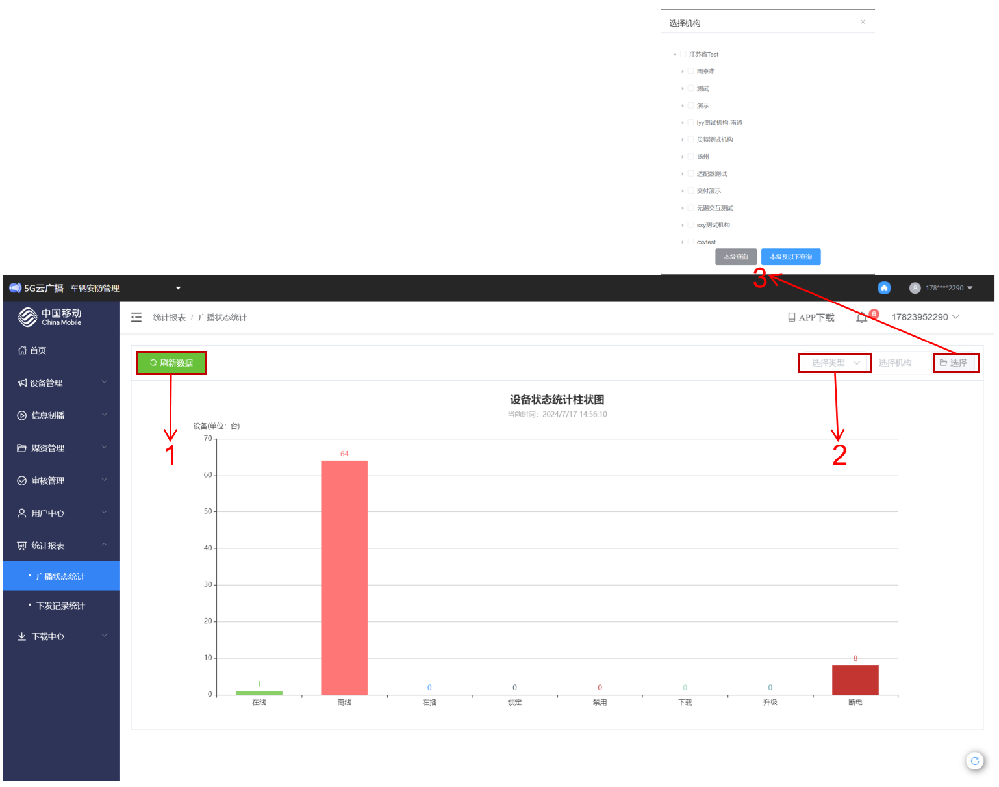 选择机构
江苏省Test
南京市
测试
演示
lyy测试机构-南通
贝特测试机构
扬州
适配器测试
交付演示
无锡交互测试
sxy测试机构
cxvtest
本级查询 本级及以下查询
3
5G云广播 车辆安防管理 178****2290
中国移动
China Mobile
统计报表 / 广播状态统计 APP下载 6 17823952290
首页
设备管理
信息制播
媒资管理
审核管理
用户中心
统计报表
广播状态统计
下发记录统计
下载中心
刷新数据 选择类型 选择机构 选择
1
2
设备状态统计柱状图
当前时间：2024/7/17 14:56:10
设备(单位：台)
70
60
50
40
30
20
10
0
1 64 0 0 0 0 0 8
在线 离线 在播 锁定 禁用 下载 升级 断电